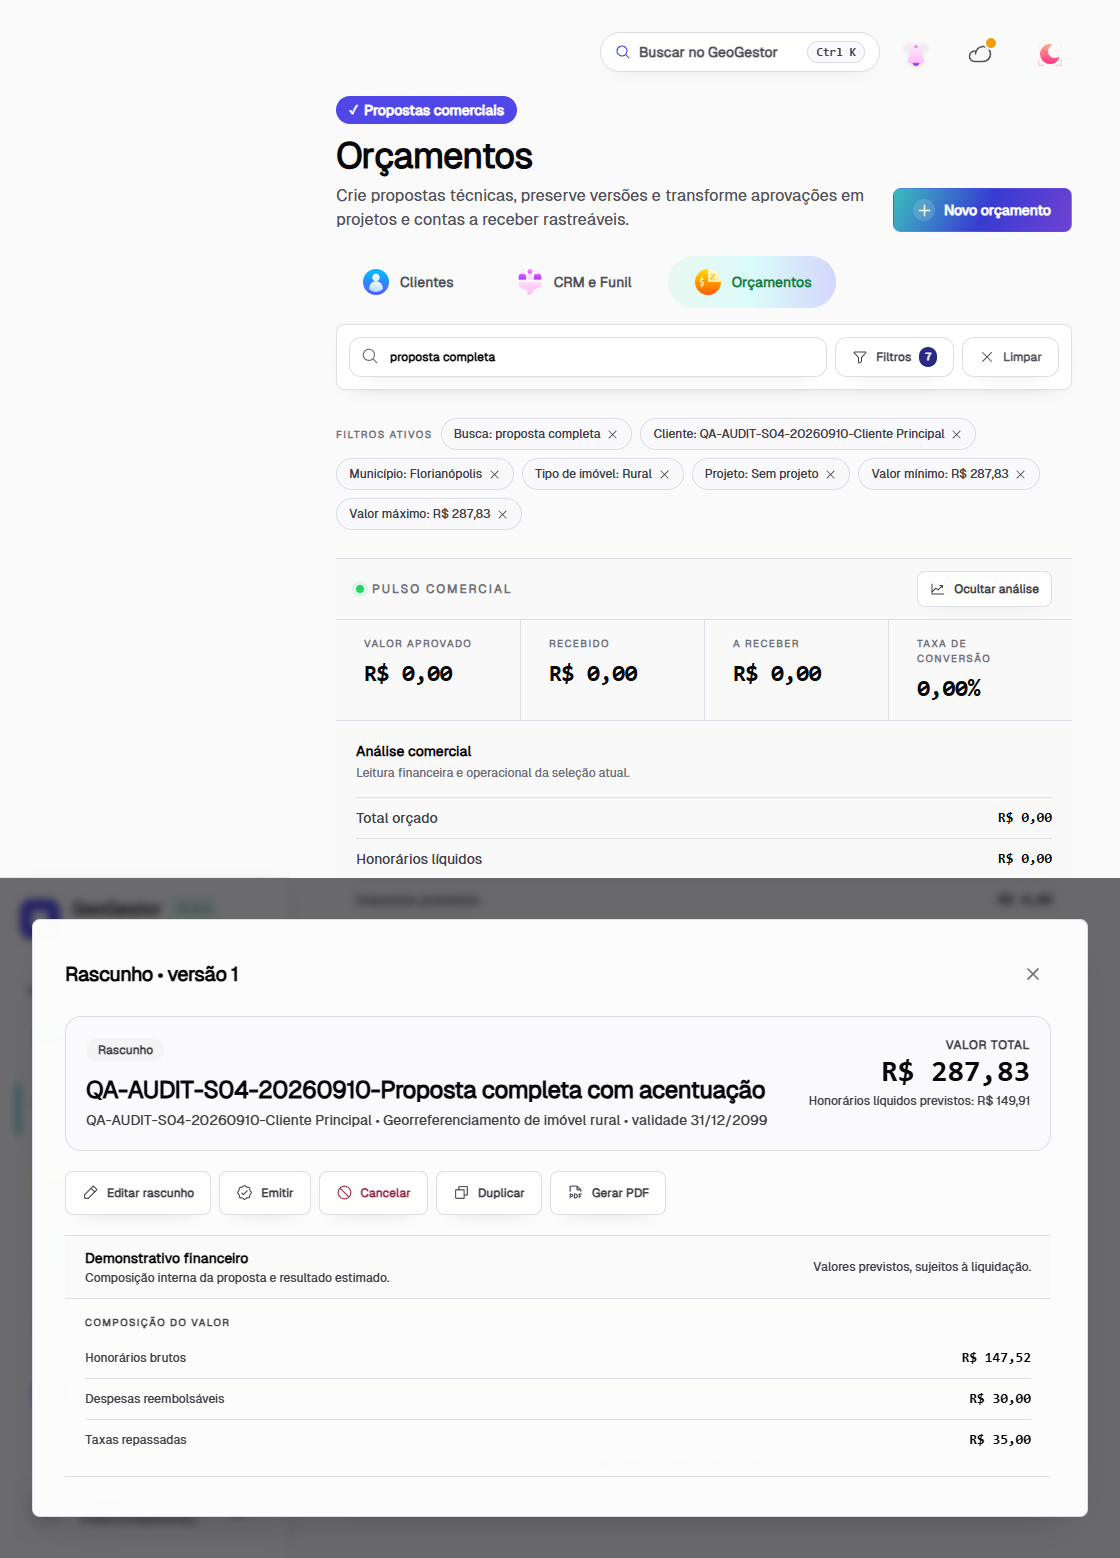 Buscar no GeoGestor
Ctrl K
✓ Propostas comerciais
Orçamentos
Crie propostas técnicas, preserve versões e transforme aprovações em
projetos e contas a receber rastreáveis.
Novo orçamento
Clientes
CRM e Funil
Orçamentos
proposta completa
Filtros 7
Limpar
FILTROS ATIVOS
Busca: proposta completa
Cliente: QA-AUDIT-S04-20260910-Cliente Principal
Município: Florianópolis
Tipo de imóvel: Rural
Projeto: Sem projeto
Valor mínimo: R$ 287,83
Valor máximo: R$ 287,83
PULSO COMERCIAL
Ocultar análise
VALOR APROVADO
R$ 0,00
RECEBIDO
R$ 0,00
A RECEBER
R$ 0,00
TAXA DE
CONVERSÃO
0,00%
Análise comercial
Leitura financeira e operacional da seleção atual.
Total orçado R$ 0,00
Honorários líquidos R$ 0,00
GeoGestor
Rascunho • versão 1
Rascunho
QA-AUDIT-S04-20260910-Proposta completa com acentuação
QA-AUDIT-S04-20260910-Cliente Principal • Georreferenciamento de imóvel rural • validade 31/12/2099
VALOR TOTAL
R$ 287,83
Honorários líquidos previstos: R$ 149,91
Editar rascunho
Emitir
Cancelar
Duplicar
PDF Gerar PDF
Demonstrativo financeiro
Composição interna da proposta e resultado estimado.
Valores previstos, sujeitos à liquidação.
COMPOSIÇÃO DO VALOR
Honorários brutos R$ 147,52
Despesas reembolsáveis R$ 30,00
Taxas repassadas R$ 35,00